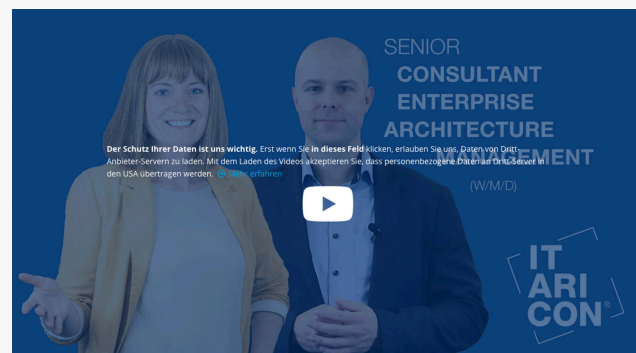 SENIOR
CONSULTANT
ENTERPRISE
ARCHITECTURE
MANAGEMENT
(W/M/D)
Der Schutz Ihrer Daten ist uns wichtig. Erst wenn Sie in dieses Feld klicken, erlauben Sie uns, Daten von Dritt-
Anbieter-Servern zu laden. Mit dem Laden des Videos akzeptieren Sie, dass personenbezogene Daten an Dritt-Server in
den USA übertragen werden. Mehr erfahren
IT
ARI
CON®